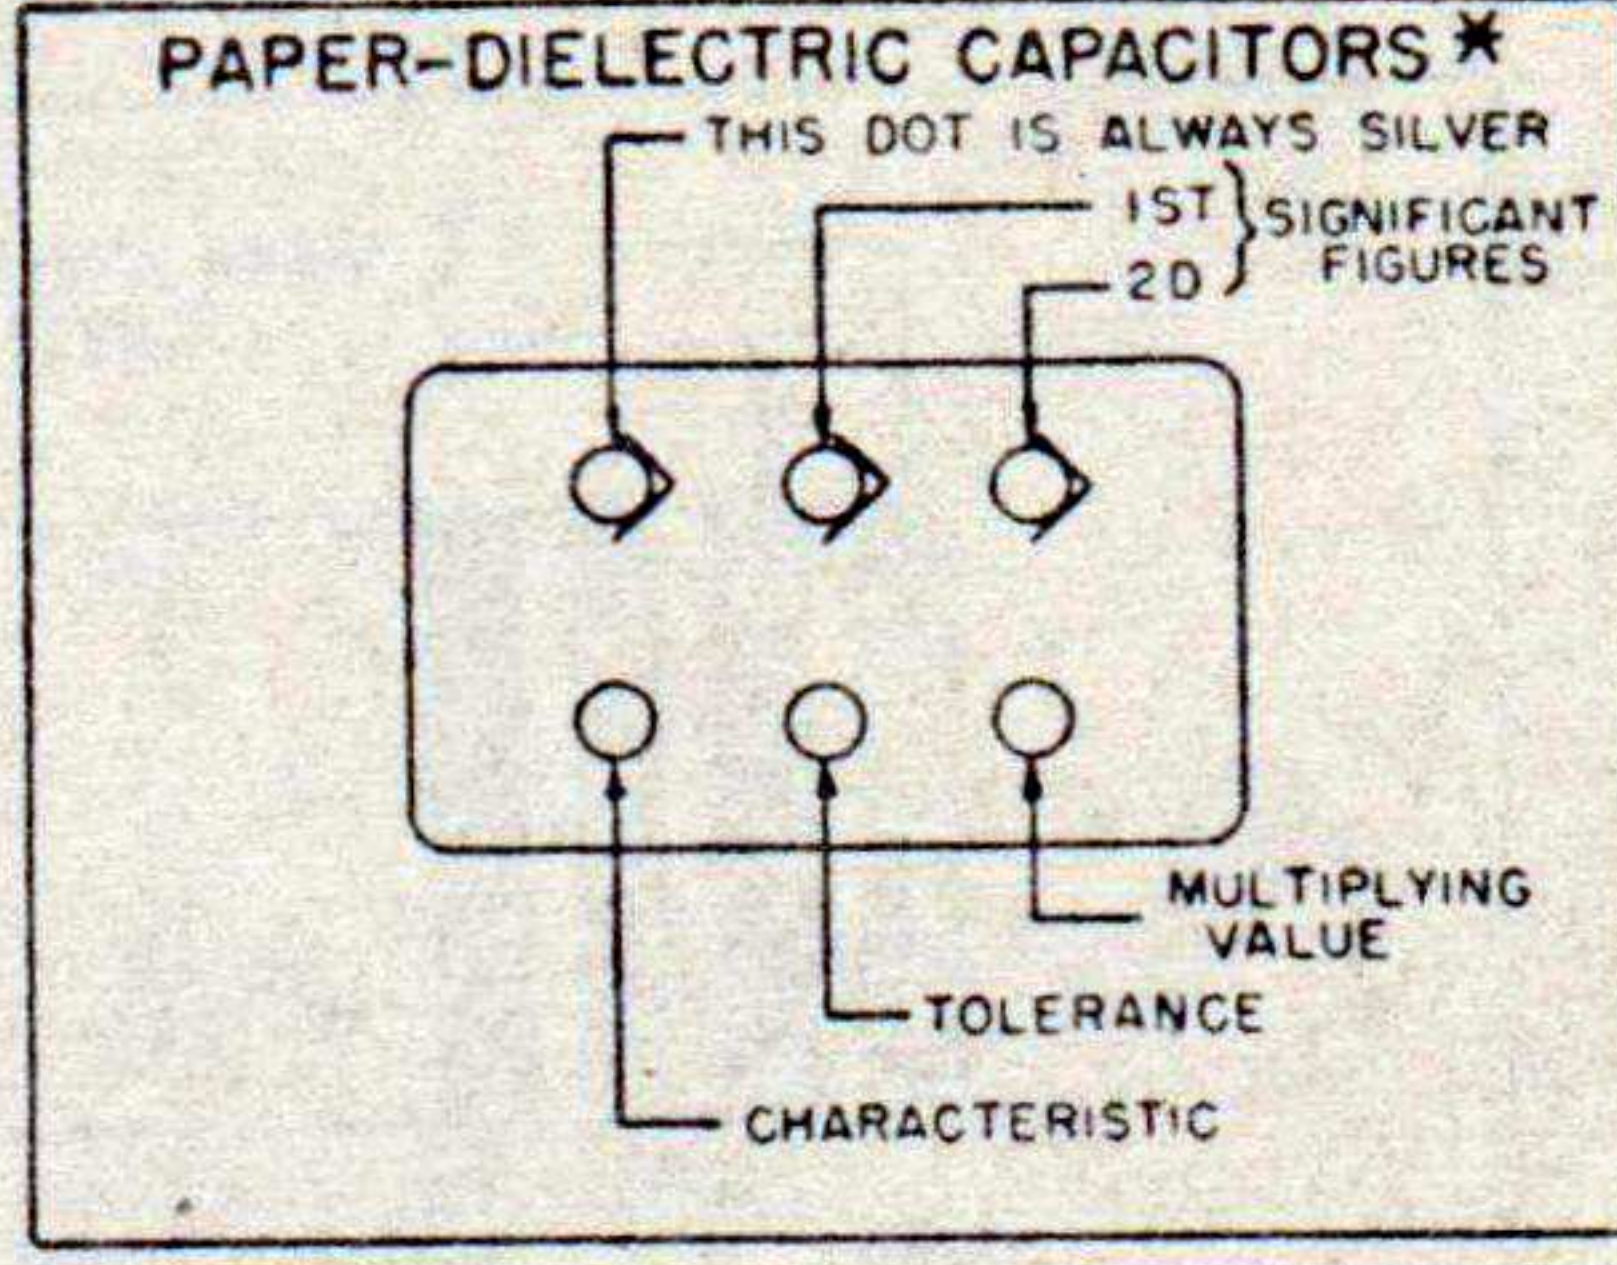 PAPER-DIELECTRIC CAPACITORS *
THIS DOT IS ALWAYS SILVER
1ST
2D
SIGNIFICANT
FIGURES
MULTIPLYING
VALUE
TOLERANCE
CHARACTERISTIC